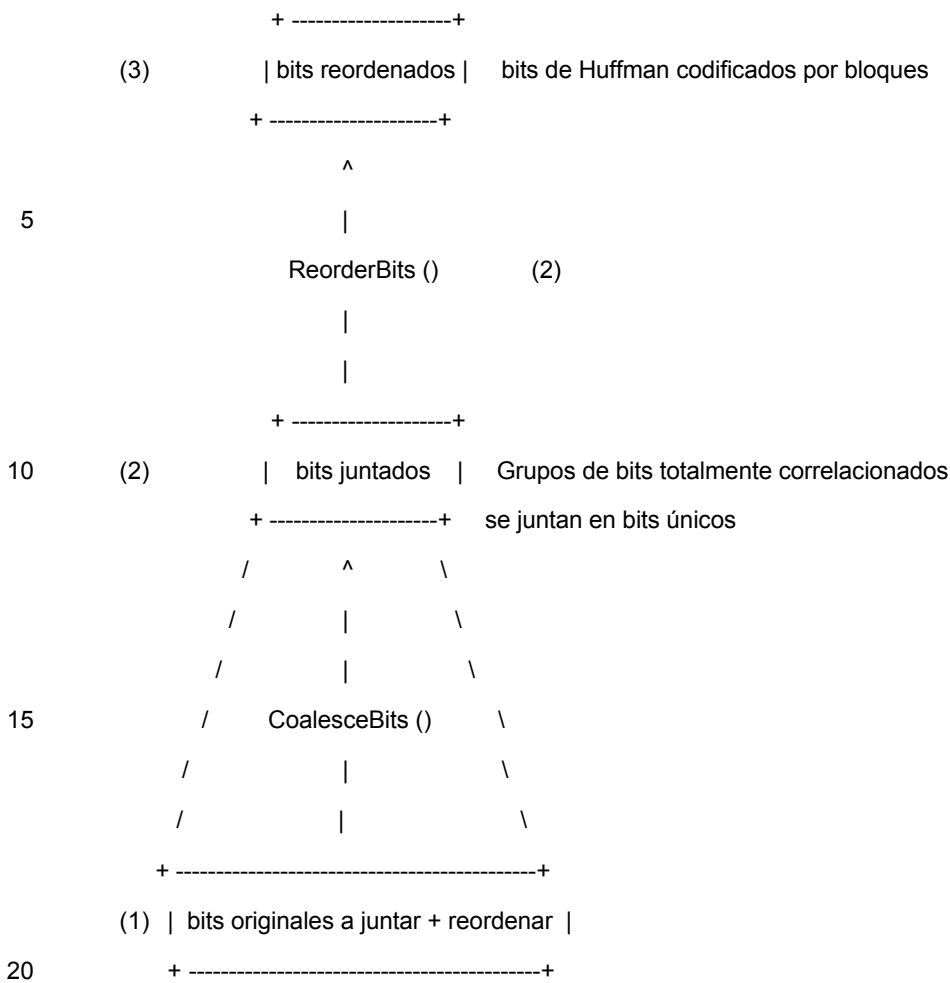 + --------------------+
(3) | bits reordenados | bits de Huffman codificados por bloques
+ ---------------------+
^
5 |
ReorderBits () (2)
|
|
+ --------------------+
10 (2) | bits juntados | Grupos de bits totalmente correlacionados
+ ---------------------+ se juntan en bits únicos
/ ^ \
/ | \
/ | \
15 / CoalesceBits () \
/ | \
/ | \
+ ---------------------------------------------+
(1) | bits originales a juntar + reordenar |
20 + --------------------------------------------+